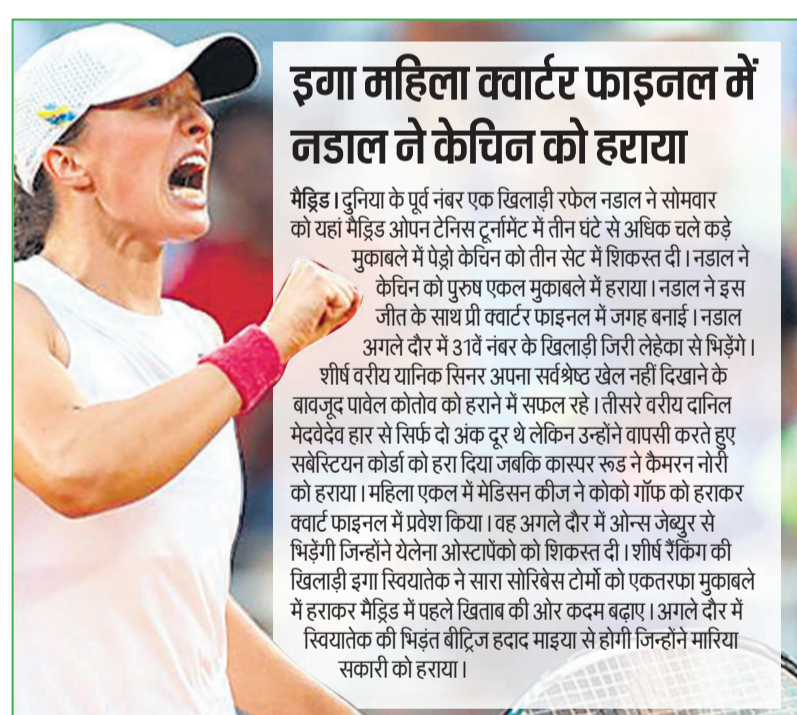 इगा महिला क्वार्टर फाइनल में
नडाल ने केचिन को हराया
मैड्रिड। दुनिया के पूर्व नंबर एक खिलाड़ी रफेल नडाल ने सोमवार
को यहां मैड्रिड ओपन टेनिस टूर्नामेंट में तीन घंटे से अधिक चले कड़े
मुकाबले में पेड्रो केचिन को तीन सेट में शिकस्त दी। नडाल ने
केचिन को पुरुष एकल मुकाबले में हराया। नडाल ने इस
जीत के साथ प्री क्वार्टर फाइनल में जगह बनाई। नडाल
अगले दौर में 31वें नंबर के खिलाड़ी जिरी लेहेका से भिड़ेंगे।
शीर्ष वरीय यानिक सिनर अपना सर्वश्रेष्ठ खेल नहीं दिखाने के
बावजूद पावेल कोतोव को हराने में सफल रहे। तीसरे वरीय दानिल
मेदवेदेव हार से सिर्फ दो अंक दूर थे लेकिन उन्होंने वापसी करते हुए
सबेस्टियन कोर्डा को हरा दिया जबकि कास्पर रूड ने कैमरन नोरी
को हराया। महिला एकल में मेडिसन कीज ने कोको गॉफ को हराकर
क्वार्ट फाइनल में प्रवेश किया। वह अगले दौर में ओन्स जेब्युर से
भिड़ेंगी जिन्होंने येलेना ओस्टापेंको को शिकस्त दी। शीर्ष रैंकिंग की
खिलाड़ी इगा स्वियातेक ने सारा सोरिबेस टोर्मो को एकतरफा मुकाबले
में हराकर मैड्रिड में पहले खिताब की ओर कदम बढ़ाए। अगले दौर में
स्वियातेक की भिड़ंत बीट्रिज हदाद माइया से होगी जिन्होंने मारिया
सकारी को हराया।